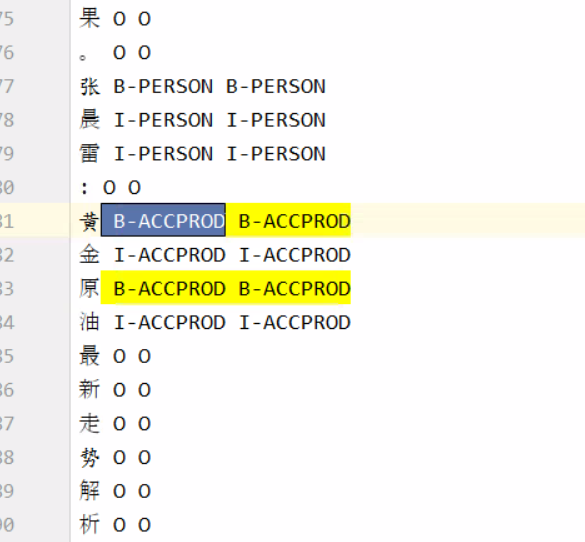 75 果 O O
76 。 O O
77 张 B-PERSON B-PERSON
78 晨 I-PERSON I-PERSON
79 雷 I-PERSON I-PERSON
80 : O O
81 黄 B-ACCPROD B-ACCPROD
82 金 I-ACCPROD I-ACCPROD
83 原 B-ACCPROD B-ACCPROD
84 油 I-ACCPROD I-ACCPROD
85 最 O O
86 新 O O
87 走 O O
88 势 O O
89 解 O O
90 析 O O